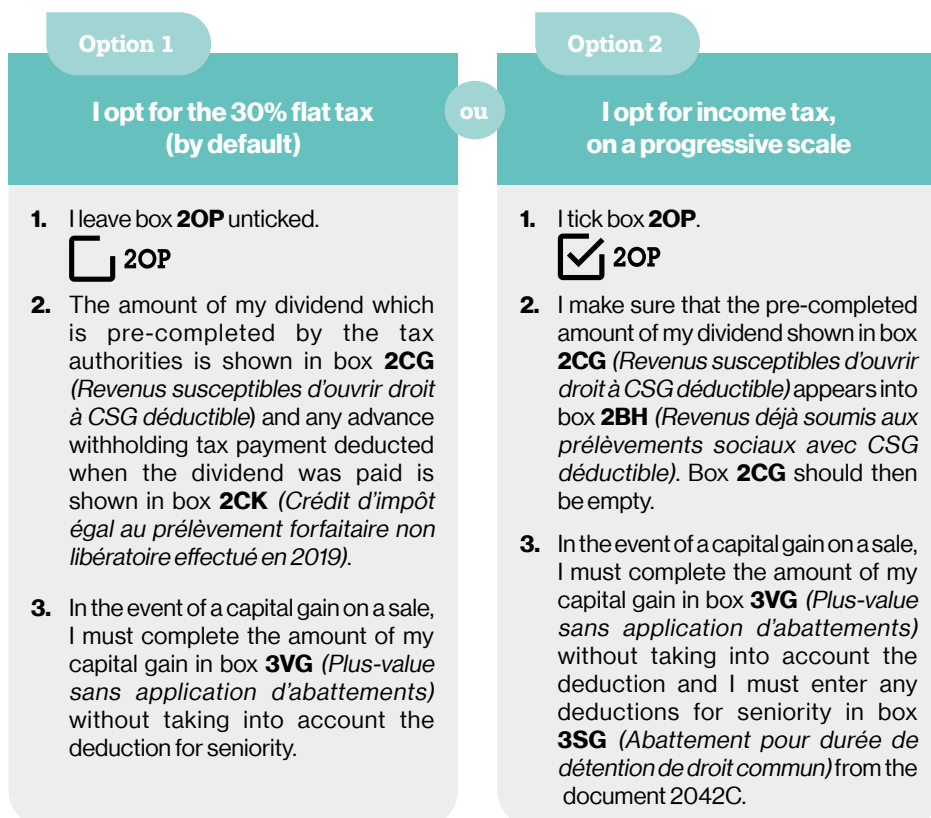 Option 1
I opt for the 30% flat tax
(by default)
1. I leave box 2OP unticked.
2OP
2. The amount of my dividend which
is pre-completed by the tax
authorities is shown in box 2CG
(Revenus susceptibles d'ouvrir droit
à CSG déductible) and any advance
withholding tax payment deducted
when the dividend was paid is
shown in box 2CK (Crédit d'impôt
égal au prélèvement forfaitaire non
libératoire effectué en 2019).
3. In the event of a capital gain on a sale,
I must complete the amount of my
capital gain in box 3VG (Plus-value
sans application d'abattements)
without taking into account the
deduction for seniority.
ou
Option 2
I opt for income tax,
on a progressive scale
1. I tick box 2OP.
2OP
2. I make sure that the pre-completed
amount of my dividend shown in box
2CG (Revenus susceptibles d'ouvrir
droit à CSG déductible) appears into
box 2BH (Revenus déjà soumis aux
prélèvements sociaux avec CSG
déductible). Box 2CG should then
be empty.
3. In the event of a capital gain on a sale,
I must complete the amount of my
capital gain in box 3VG (Plus-value
sans application d'abattements)
without taking into account the
deduction and I must enter any
deductions for seniority in box
3SG (Abattement pour durée de
détention de droit commun) from the
document 2042C.